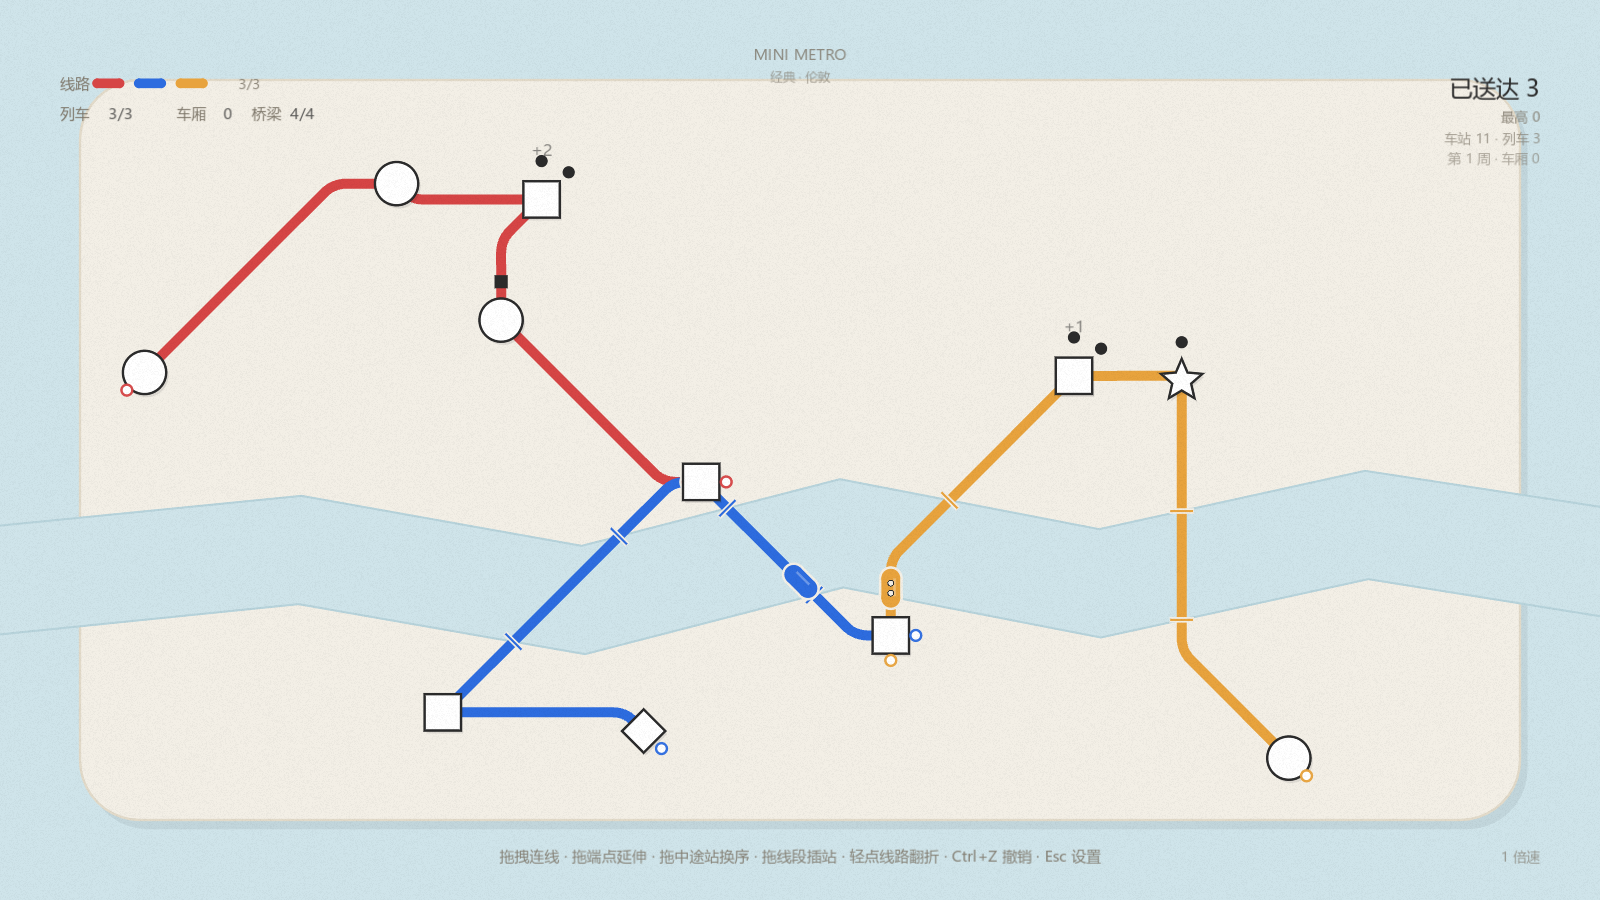 MINI METRO
经典 · 伦敦
线路 3/3
列车 3/3 车厢 0 桥梁 4/4
已送达 3
最高 0
车站 11 · 列车 3
第 1 周 · 车厢 0
+2
+1
拖拽连线 · 拖端点延伸 · 拖中途站换序 · 拖线段插站 · 轻点线路翻折 · Ctrl+Z 撤销 · Esc 设置
1 倍速